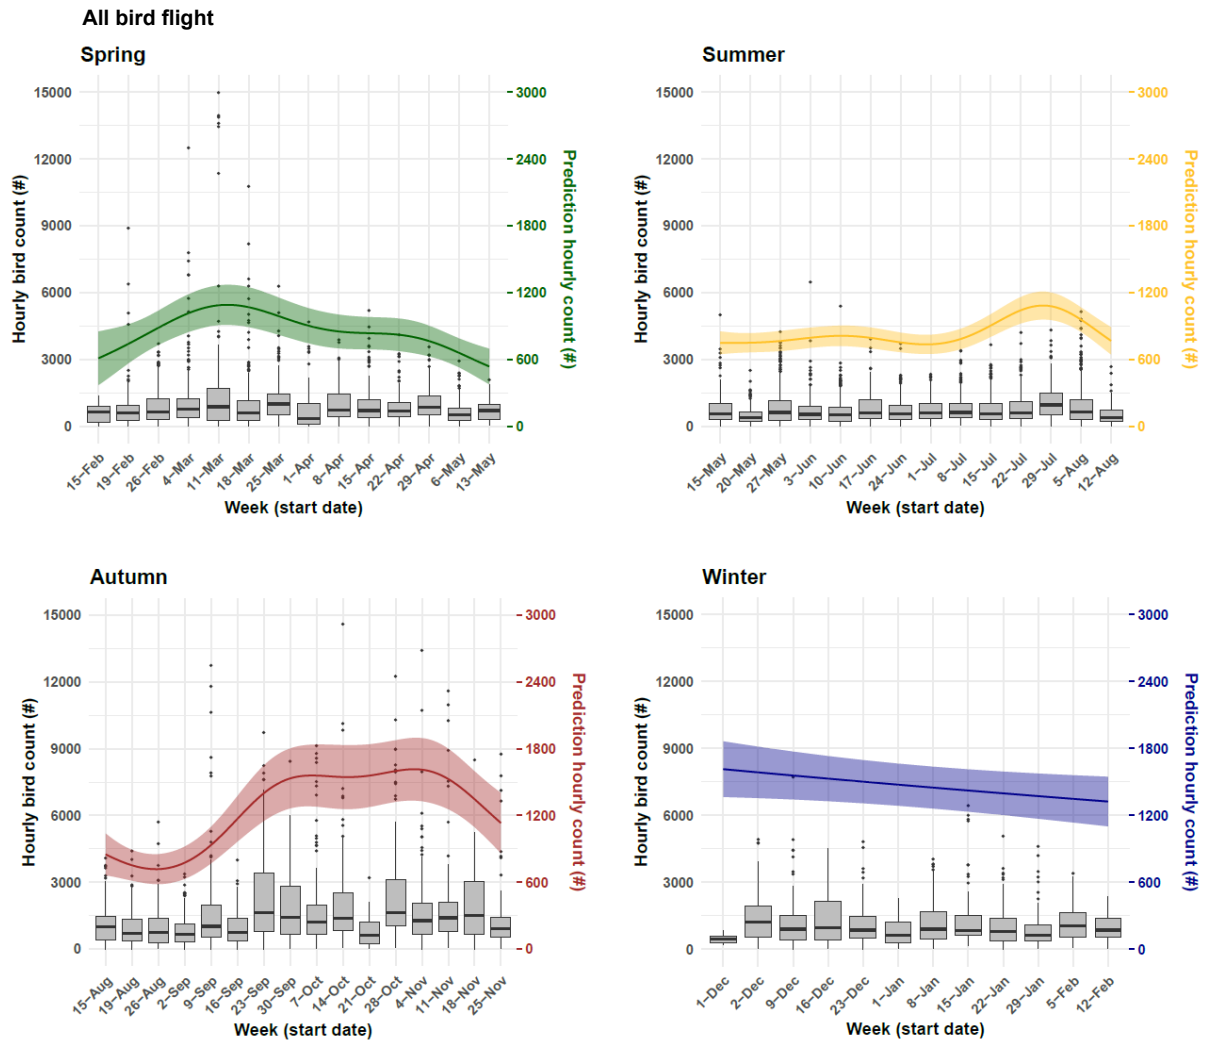 All bird flight
Spring
15000
12000
9000
6000
3000
0
Hourly bird count (#)
3000
2400
1800
1200
600
0
Prediction hourly count (#)
15-Feb
19-Feb
26-Feb
4-Mar
11-Mar
18-Mar
25-Mar
1-Apr
8-Apr
15-Apr
22-Apr
29-Apr
6-May
13-May
Week (start date)
Summer
15000
12000
9000
6000
3000
0
Hourly bird count (#)
3000
2400
1800
1200
600
0
Prediction hourly count (#)
15-May
20-May
27-May
3-Jun
10-Jun
17-Jun
24-Jun
1-Jul
8-Jul
15-Jul
22-Jul
29-Jul
5-Aug
12-Aug
Week (start date)
Autumn
15000
12000
9000
6000
3000
0
Hourly bird count (#)
3000
2400
1800
1200
600
0
Prediction hourly count (#)
15-Aug
19-Aug
26-Aug
2-Sep
9-Sep
16-Sep
23-Sep
30-Sep
7-Oct
14-Oct
21-Oct
28-Oct
4-Nov
11-Nov
18-Nov
25-Nov
Week (start date)
Winter
15000
12000
9000
6000
3000
0
Hourly bird count (#)
3000
2400
1800
1200
600
0
Prediction hourly count (#)
1-Dec
2-Dec
9-Dec
16-Dec
23-Dec
1-Jan
8-Jan
15-Jan
22-Jan
29-Jan
5-Feb
12-Feb
Week (start date)